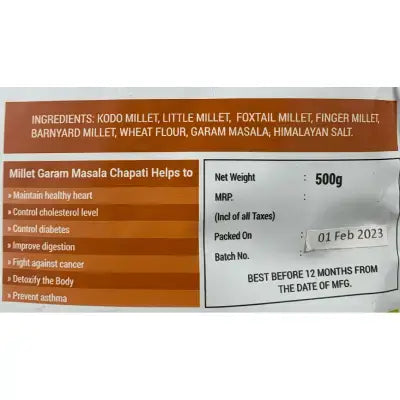 INGREDIENTS: KODO MILLET, LITTLE MILLET, FOXTAIL MILLET, FINGER MILLET,
BARNYARD MILLET, WHEAT FLOUR, GARAM MASALA, HIMALAYAN SALT.
Millet Garam Masala Chapati Helps to
» Maintain healthy heart
» Control cholesterol level
» Control diabetes
» Improve digestion
» Fight against cancer
» Detoxify the Body
» Prevent asthma
Net Weight : 500g
MRP. :
(Incl of all Taxes)
Packed On : 01 Feb 2023
Batch No. :
BEST BEFORE 12 MONTHS FROM
THE DATE OF MFG.